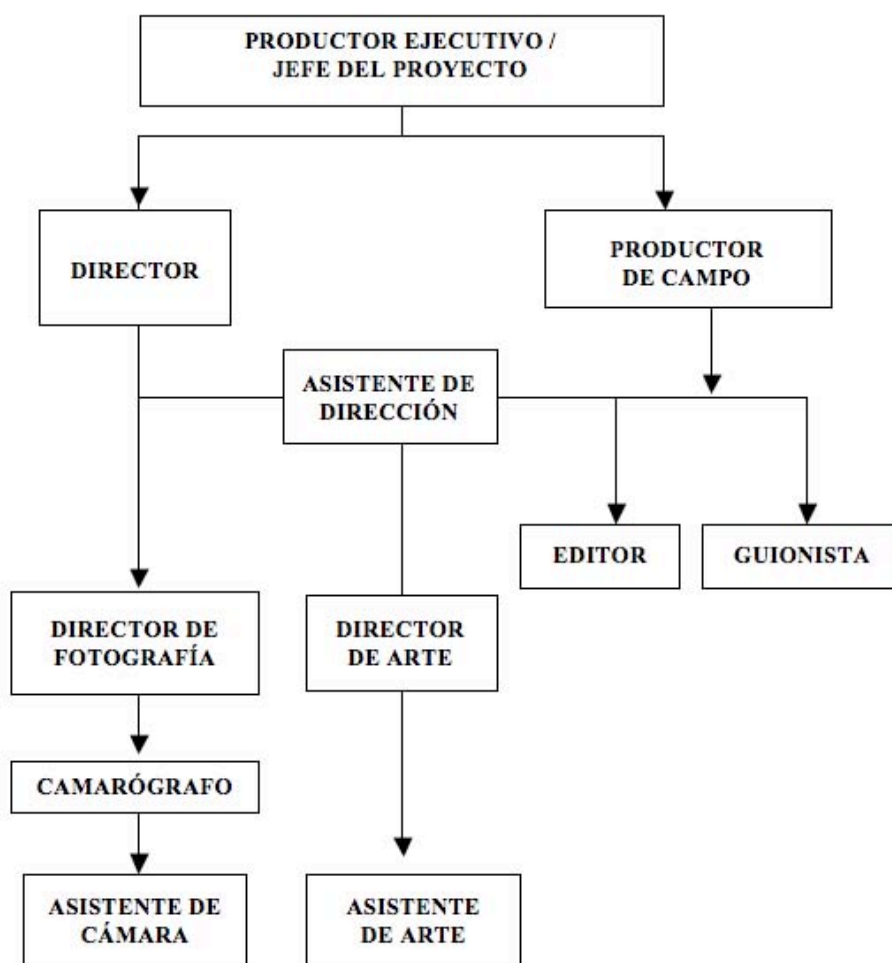 PRODUCTOR EJECUTIVO /
JEFE DEL PROYECTO
DIRECTOR
PRODUCTOR
DE CAMPO
ASISTENTE DE
DIRECCIÓN
EDITOR
GUIONISTA
DIRECTOR DE
FOTOGRAFÍA
DIRECTOR
DE ARTE
CAMARÓGRAFO
ASISTENTE DE
CÁMARA
ASISTENTE
DE ARTE